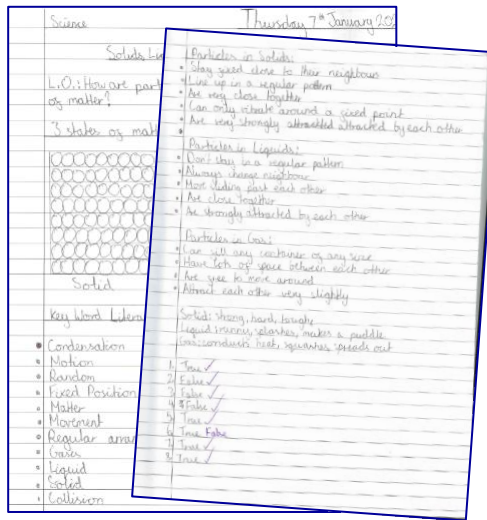 Science
Thursday 7th January 20
Solids Li
L.O.: How are part
of matter?
3 states of mat
Solid
Key Word Litera
Condensation
Motion
Random
Fixed Position
Matter
Movement
Regular arra
Gases
Liquid
Solid
Collision
Particles in Solids:
Stay fixed close to their neighbours
Line up in a regular pattern
Are very close together
Can only vibrate around a fixed point
Are very strongly attracted attracted by each other
Particles in Liquids:
Don't stay in a regular pattern
Always change neighbour
Move sliding past each other
Are close together
Are strongly attracted by each other
Particles in Gas:
Can fill any container of any size
Have lots of space between each other
Are free to move around
Attract each other very slightly
Solid: strong, hard,
Liquid: runny, splashes, makes a puddle
Gas: conducts heat, squashes, spreads out
1. True ✓
2. False ✓
3. False ✓
4. False ✓
5. True ✓
6. True False
7. True ✓
8. True ✓